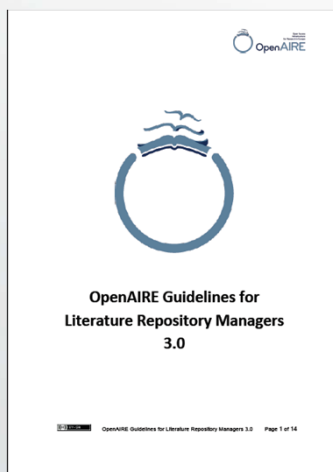 OpenAIRE
OpenAIRE Guidelines for
Literature Repository Managers
3.0
OpenAIRE Guidelines for Literature Repository Managers 3.0 Page 1 of 14